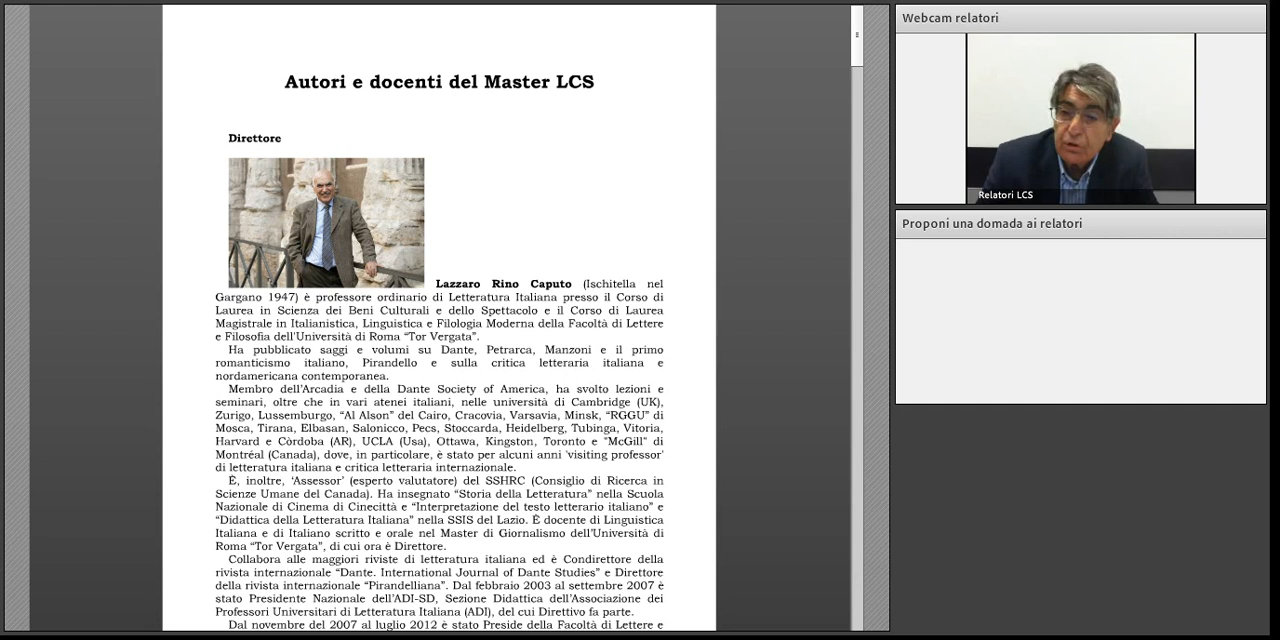 Autori e docenti del Master LCS
Direttore
Lazzaro Rino Caputo (Ischitella nel
Gargano 1947) è professore ordinario di Letteratura Italiana presso il Corso di
Laurea in Scienza dei Beni Culturali e dello Spettacolo e il Corso di Laurea
Magistrale in Italianistica, Linguistica e Filologia Moderna della Facoltà di Lettere
e Filosofia dell'Università di Roma “Tor Vergata”.
Ha pubblicato saggi e volumi su Dante, Petrarca, Manzoni e il primo
romanticismo italiano, Pirandello e sulla critica letteraria italiana e
nordamericana contemporanea.
Membro dell’Arcadia e della Dante Society of America, ha svolto lezioni e
seminari, oltre che in vari atenei italiani, nelle università di Cambridge (UK),
Zurigo, Lussemburgo, “Al Alson” del Cairo, Cracovia, Varsavia, Minsk, “RGGU” di
Mosca, Tirana, Elbasan, Salonicco, Pecs, Stoccarda, Heidelberg, Tubinga, Vitoria,
Harvard e Còrdoba (AR), UCLA (Usa), Ottawa, Kingston, Toronto e "McGill" di
Montréal (Canada), dove, in particolare, è stato per alcuni anni 'visiting professor'
di letteratura italiana e critica letteraria internazionale.
È, inoltre, ‘Assessor’ (esperto valutatore) del SSHRC (Consiglio di Ricerca in
Scienze Umane del Canada). Ha insegnato “Storia della Letteratura” nella Scuola
Nazionale di Cinema di Cinecittà e “Interpretazione del testo letterario italiano” e
“Didattica della Letteratura Italiana” nella SSIS del Lazio. È docente di Linguistica
Italiana e di Italiano scritto e orale nel Master di Giornalismo dell’Università di
Roma “Tor Vergata”, di cui ora è Direttore.
Collabora alle maggiori riviste di letteratura italiana ed è Condirettore della
rivista internazionale “Dante. International Journal of Dante Studies” e Direttore
della rivista internazionale “Pirandelliana”. Dal febbraio 2003 al settembre 2007 è
stato Presidente Nazionale dell’ADI-SD, Sezione Didattica dell’Associazione dei
Professori Universitari di Letteratura Italiana (ADI), del cui Direttivo fa parte.
Dal novembre del 2007 al luglio 2012 è stato Preside della Facoltà di Lettere e
Webcam relatori
Relatori LCS
Proponi una domada ai relatori